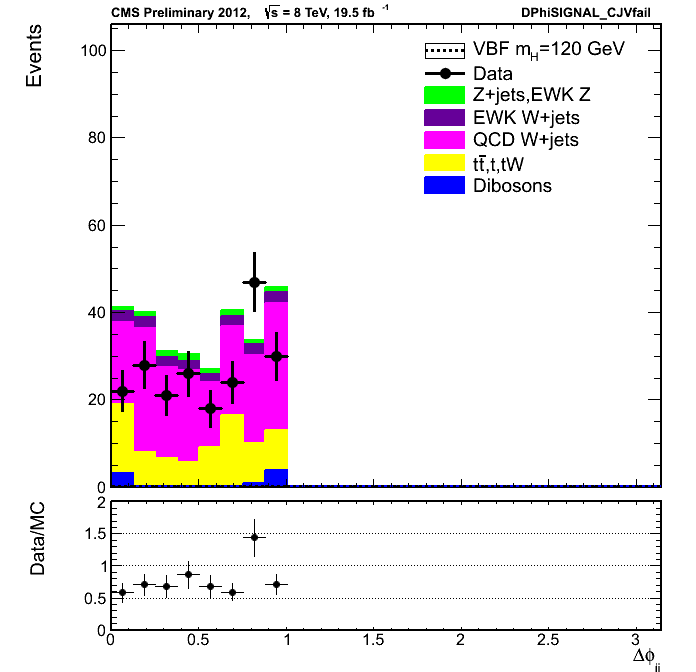 CMS Preliminary 2012, √s = 8 TeV, 19.5 fb⁻¹ DPhiSIGNAL_CJVfail
Events
100
80
60
40
20
0
VBF m_H=120 GeV
Data
Z+jets,EWK Z
EWK W+jets
QCD W+jets
tt̄,t,tW
Dibosons
Data/MC
2
1.5
1
0.5
0
0 0.5 1 1.5 2 2.5 3
Δϕ_jj